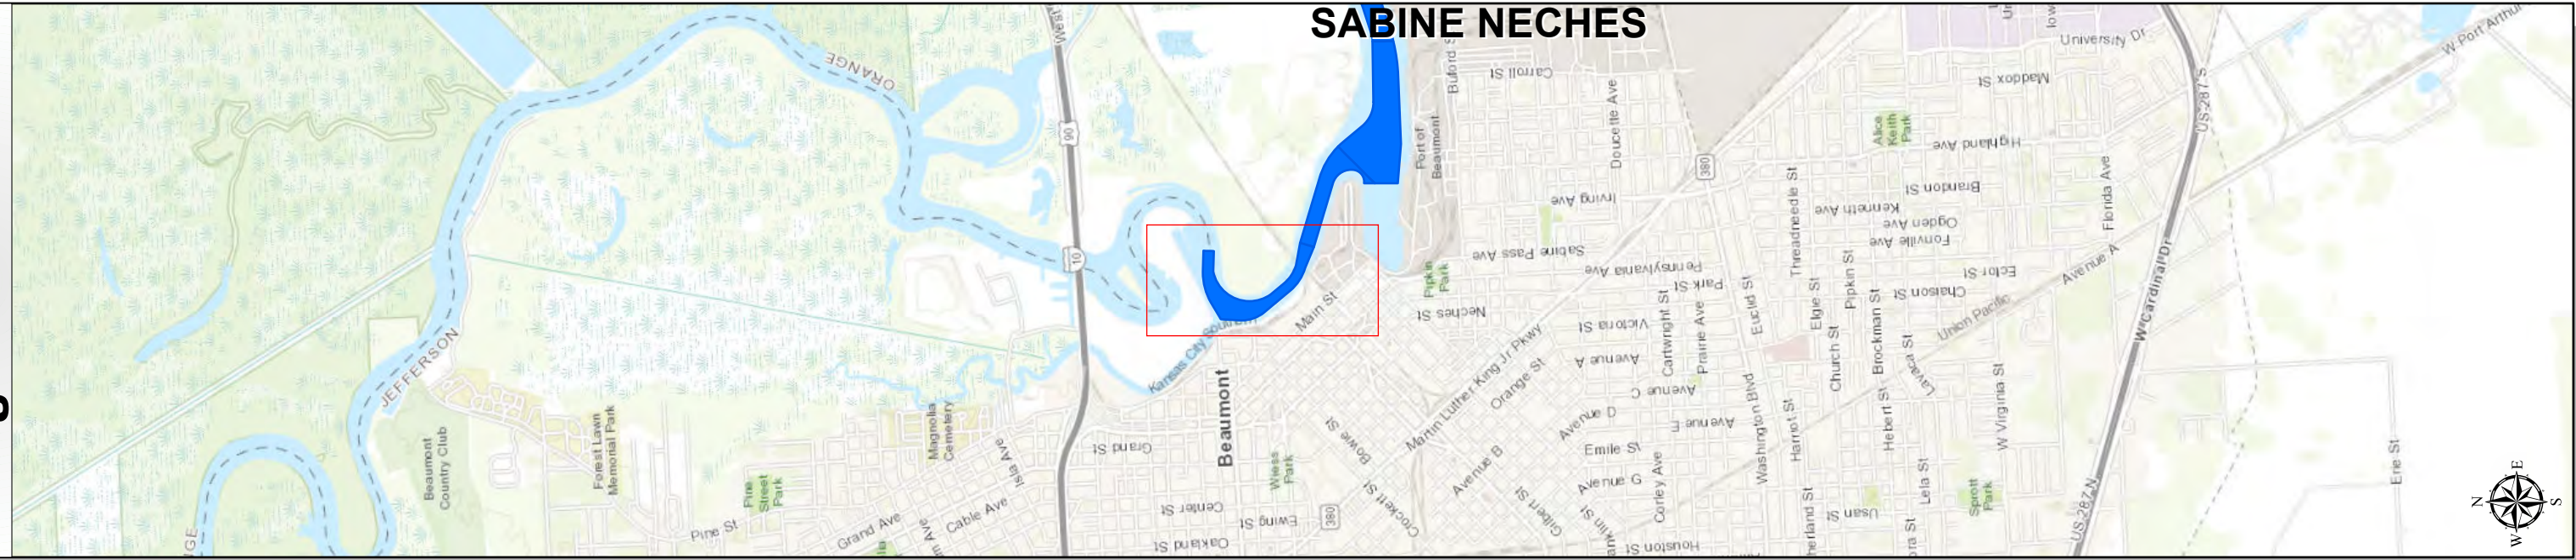 SABINE NECHES
West
ORANGE
90
10
JEFFERSON
Kansas City Southern
Main St
Beaumont
Beaumont
Country Club
Forest Lawn
Memorial Park
Magnolia
Cemetery
Pine
Street
Park
Pine St
Grand Ave
Cable Ave
Isla Ave
Grand St
Center St
Oakland St
Ewing St
Wiess
Park
380
Bowie St
Crockett St
Port of
Beaumont
Buford S
Carroll St
Doucette Ave
Irving Ave
Sabine Pass Ave
Pipkin
Park
Neches St
Pennsylvania Ave
Park St
Victoria St
Avenue A
Avenue C
Avenue E
Martin Luther King Jr Pkwy
Orange St
Avenue D
Emile St
Avenue B
Avenue G
Gilbert St
Corley Ave
Houston St
Cartwright St
Prairie Ave
Euclid St
Washington Blvd
Harriot St
380
Threadneedle St
Elgie St
Pipkin St
Church St
Brockman St
Hebert St
Lavaca St
Lela St
Usan St
Sprott
Park
W Virginia St
Union Pacific
Avenue A
University Dr
Maddox St
Alice
Keith
Park
Highland Ave
Brandon St
Kenneth Ave
Ogden Ave
Fonville Ave
Ector St
Chaison St
Florida Ave
US-287 S
W Cardinal Dr
US-287 N
W Port Arthur
Erie St
N
E
S
W